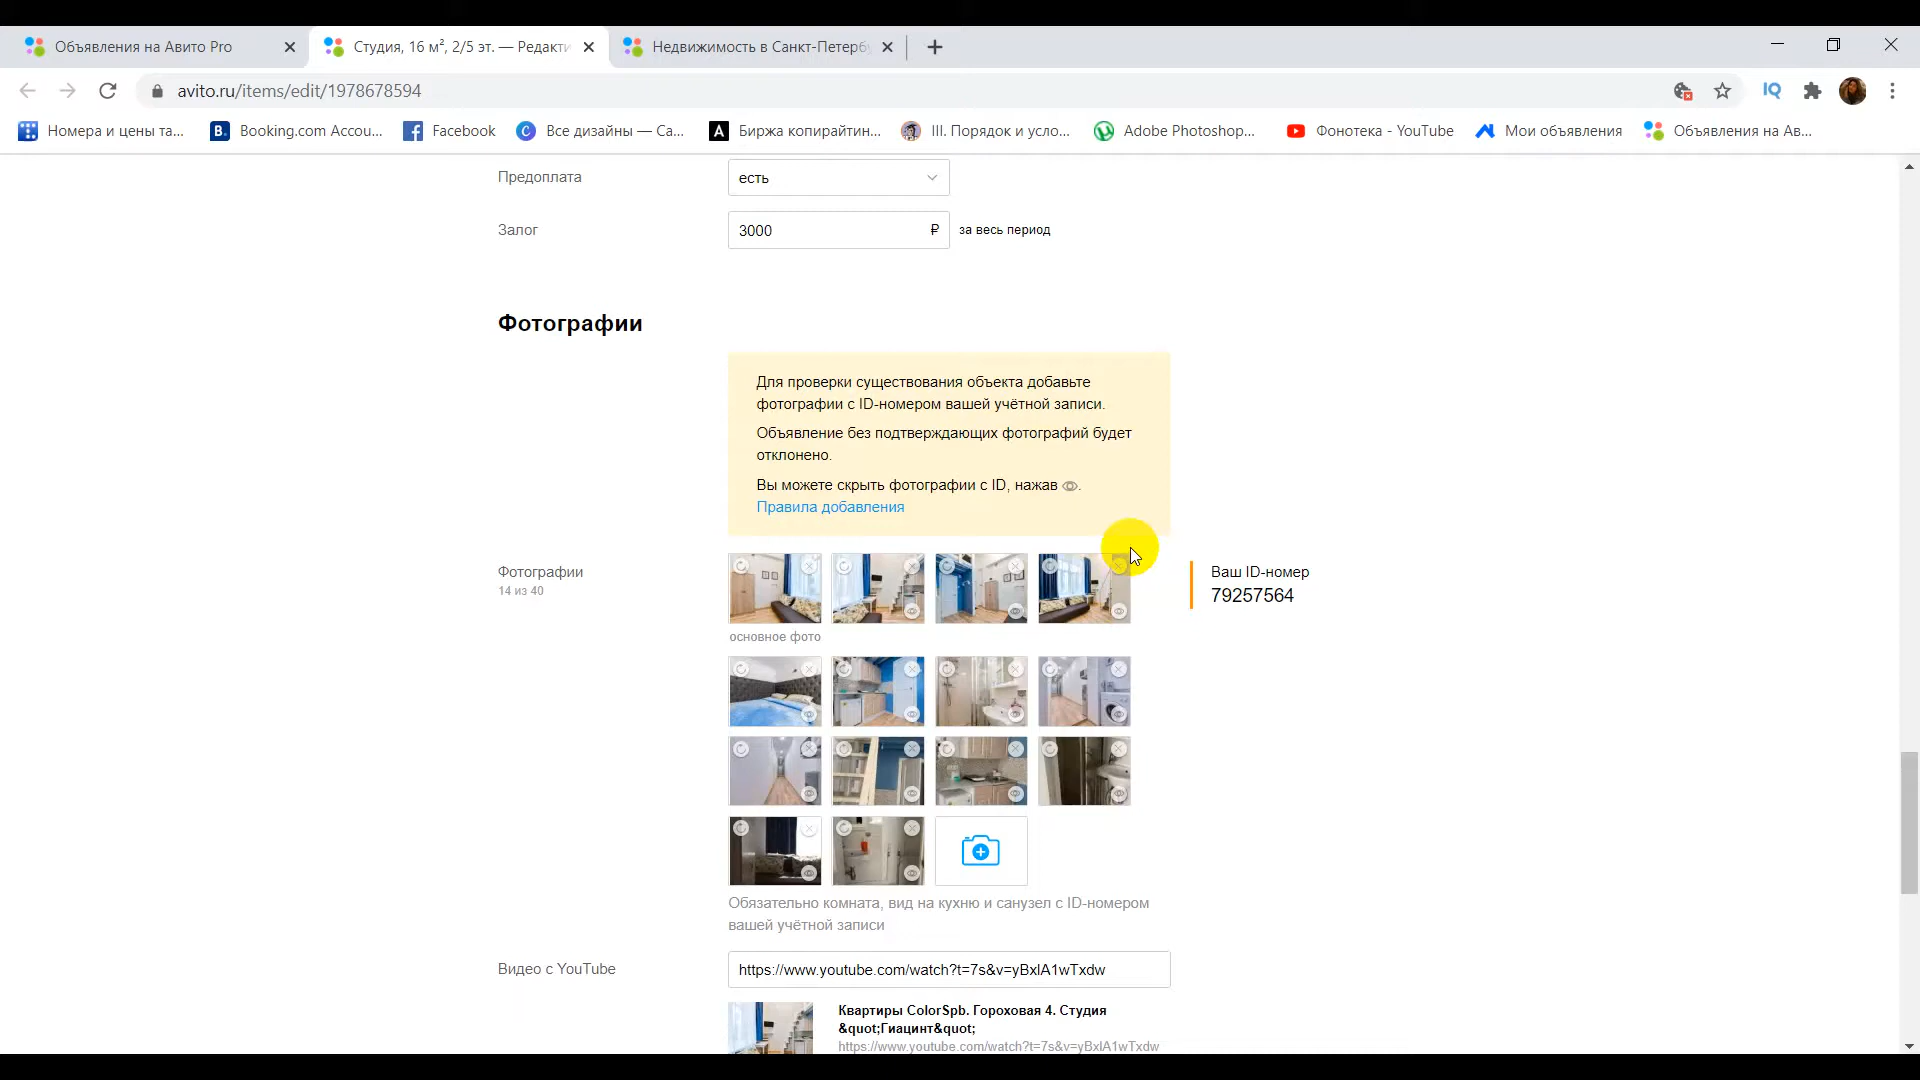 Объявления на Авито Pro
Студия, 16 м², 2/5 эт. — Редакти
Недвижимость в Санкт-Петербу
avito.ru/items/edit/1978678594
Номера и цены та...
Booking.com Accou...
Facebook
Все дизайны — Ca...
Биржа копирайтин...
III. Порядок и усло...
Adobe Photoshop...
Фонотека - YouTube
Мои объявления
Объявления на Ав...
Предоплата
есть
Залог
3000 ₽ за весь период
Фотографии
Для проверки существования объекта добавьте
фотографии с ID-номером вашей учётной записи.
Объявление без подтверждающих фотографий будет
отклонено.
Вы можете скрыть фотографии с ID, нажав .
Правила добавления
Фотографии
14 из 40
Ваш ID-номер
79257564
основное фото
Обязательно комната, вид на кухню и санузел с ID-номером
вашей учётной записи
Видео с YouTube
https://www.youtube.com/watch?t=7s&v=yBxlA1wTxdw
Квартиры ColorSpb. Гороховая 4. Студия
&quot;Гиацинт&quot;
https://www.youtube.com/watch?t=7s&v=yBxlA1wTxdw